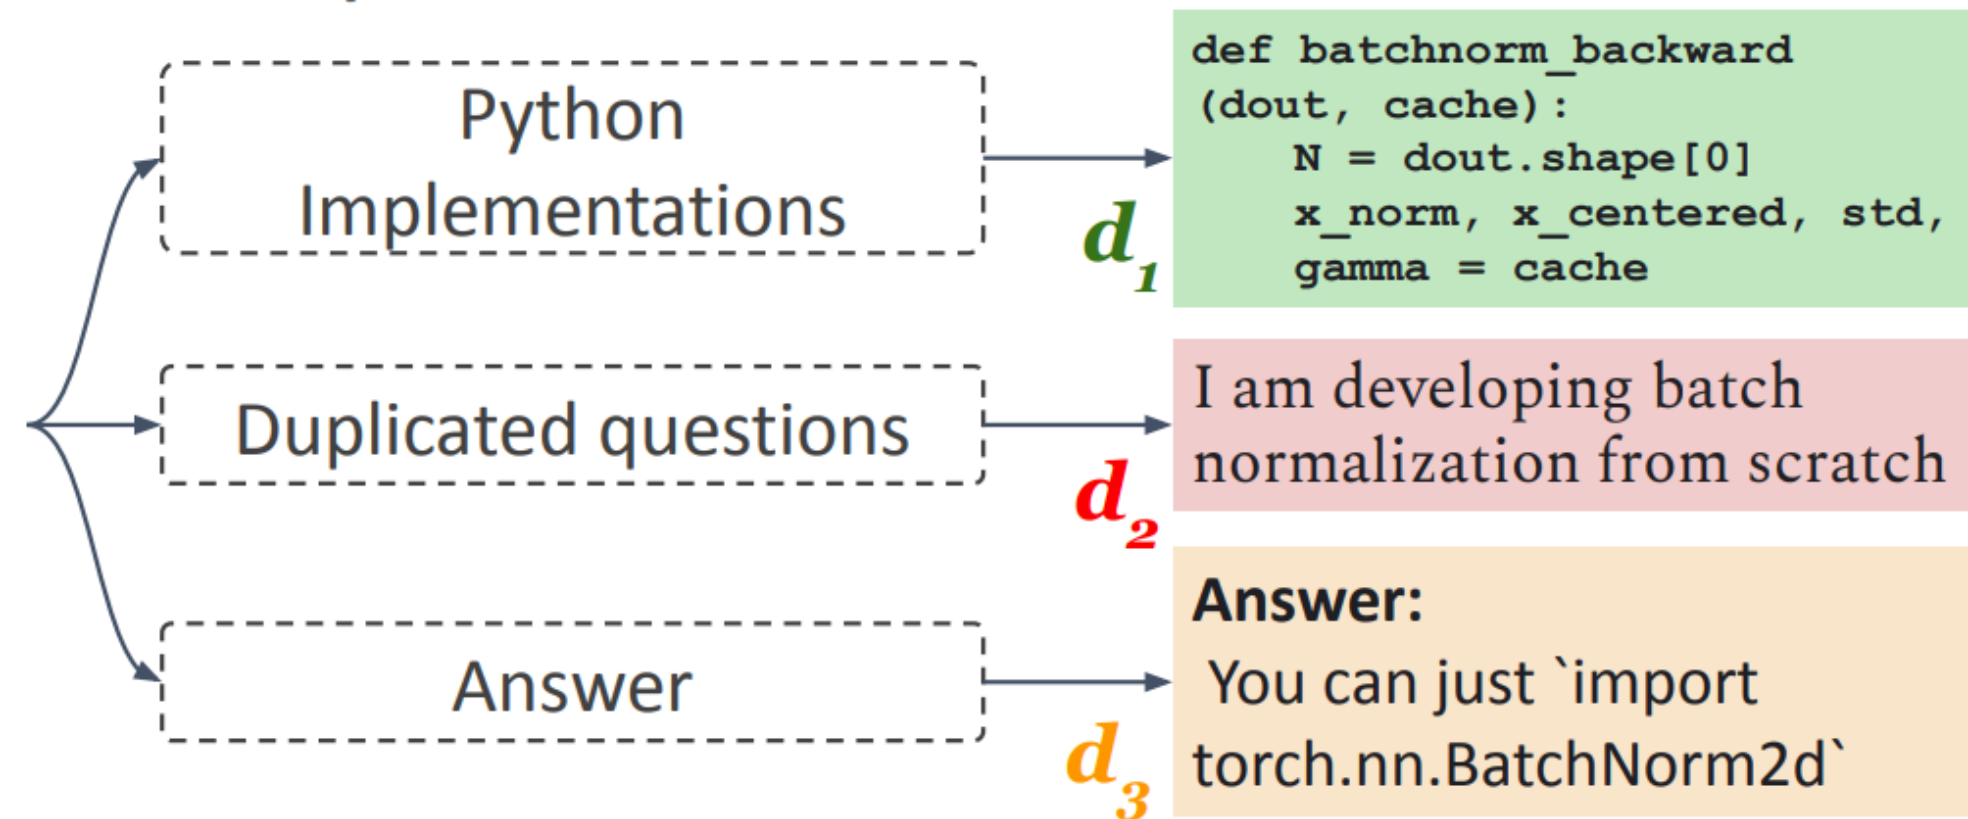 Python
Implementations
d1
def batchnorm_backward
(dout, cache):
N = dout.shape[0]
x_norm, x_centered, std,
gamma = cache
Duplicated questions
d2
I am developing batch
normalization from scratch
Answer
d3
Answer:
You can just `import
torch.nn.BatchNorm2d`